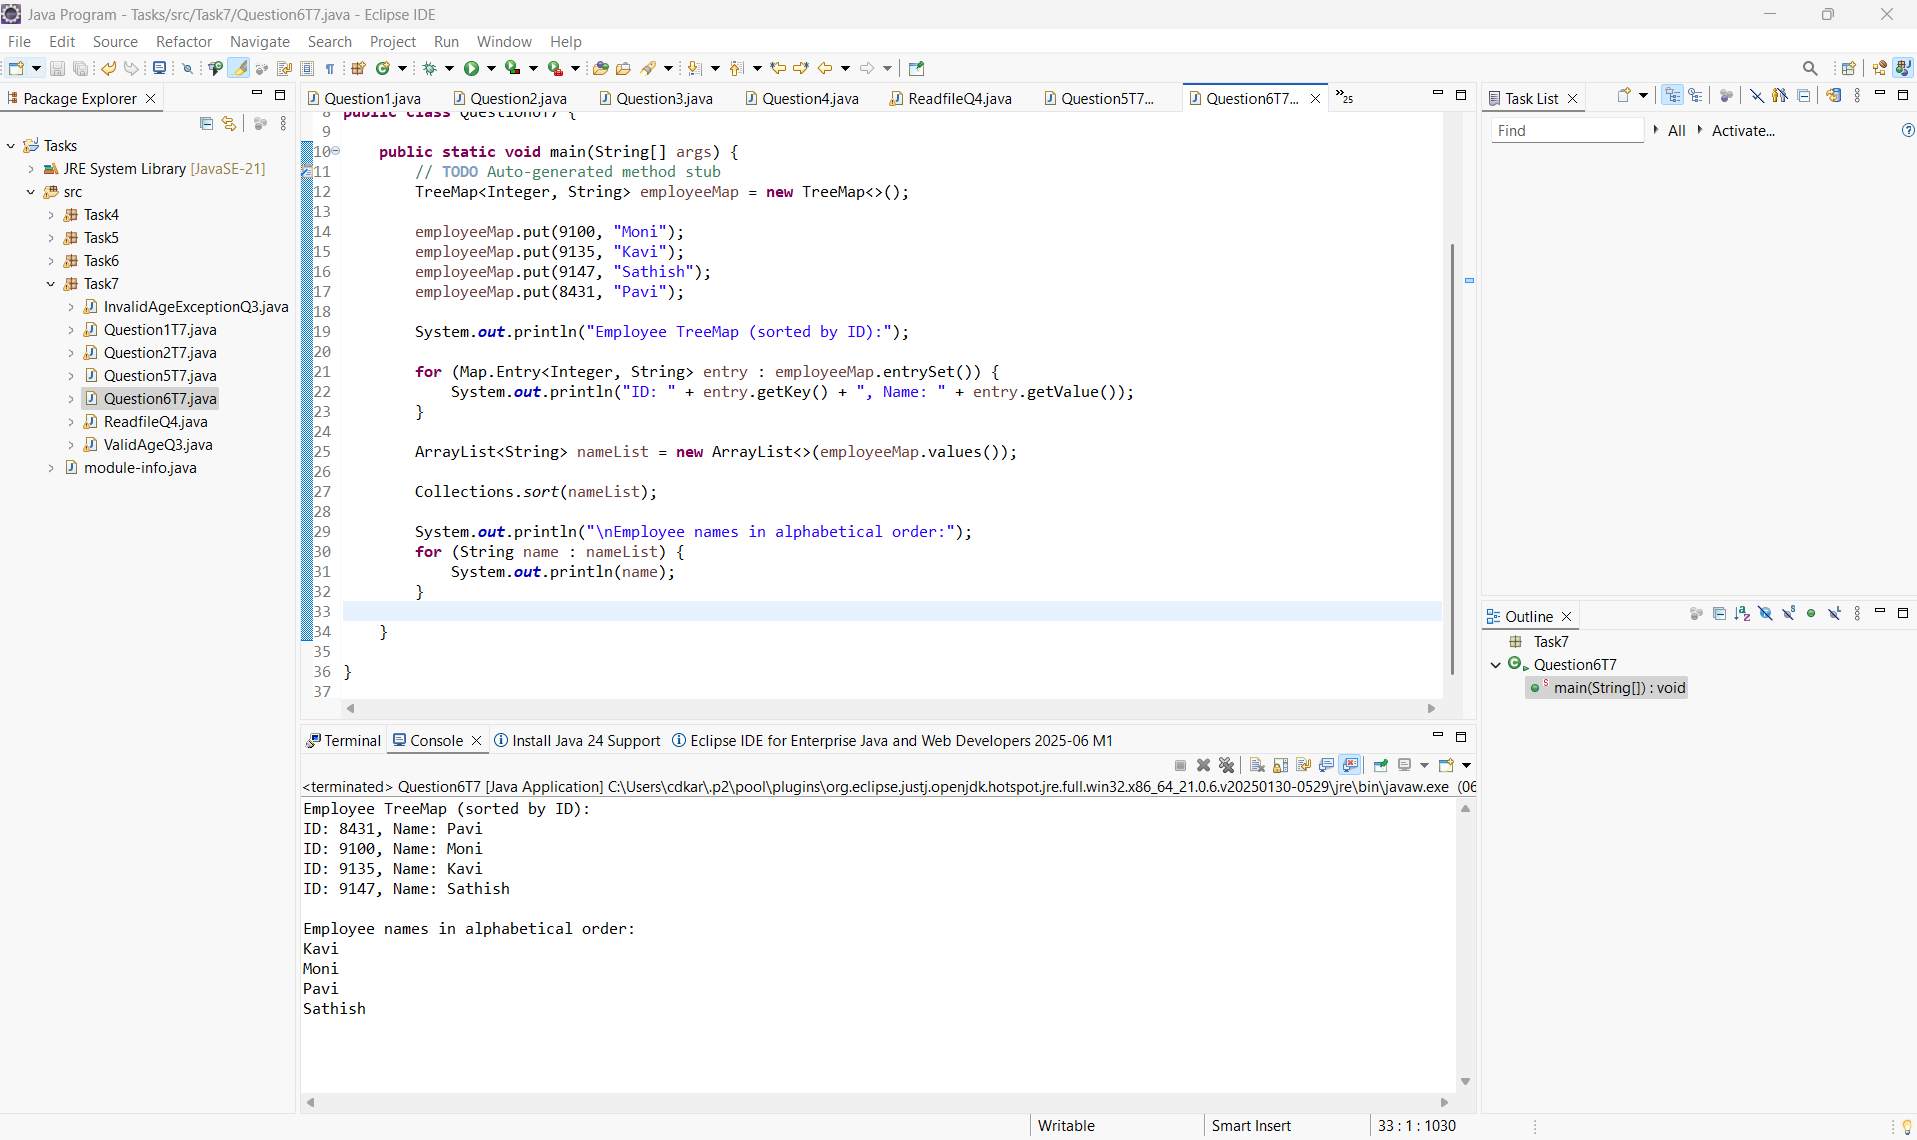 Java Program - Tasks/src/Task7/Question6T7.java - Eclipse IDE
File Edit Source Refactor Navigate Search Project Run Window Help
Package Explorer
Tasks
JRE System Library [JavaSE-21]
src
Task4
Task5
Task6
Task7
InvalidAgeExceptionQ3.java
Question1T7.java
Question2T7.java
Question5T7.java
Question6T7.java
ReadfileQ4.java
ValidAgeQ3.java
module-info.java
Question1.java Question2.java Question3.java Question4.java ReadfileQ4.java Question5T7... Question6T7... »25
8 public class Question6T7 {
9
10 public static void main(String[] args) {
11 // TODO Auto-generated method stub
12 TreeMap<Integer, String> employeeMap = new TreeMap<>();
13
14 employeeMap.put(9100, "Moni");
15 employeeMap.put(9135, "Kavi");
16 employeeMap.put(9147, "Sathish");
17 employeeMap.put(8431, "Pavi");
18
19 System.out.println("Employee TreeMap (sorted by ID):");
20
21 for (Map.Entry<Integer, String> entry : employeeMap.entrySet()) {
22 System.out.println("ID: " + entry.getKey() + ", Name: " + entry.getValue());
23 }
24
25 ArrayList<String> nameList = new ArrayList<>(employeeMap.values());
26
27 Collections.sort(nameList);
28
29 System.out.println("\nEmployee names in alphabetical order:");
30 for (String name : nameList) {
31 System.out.println(name);
32 }
33
34 }
35
36 }
37
Terminal Console Install Java 24 Support Eclipse IDE for Enterprise Java and Web Developers 2025-06 M1
<terminated> Question6T7 [Java Application] C:\Users\cdkar\.p2\pool\plugins\org.eclipse.justj.openjdk.hotspot.jre.full.win32.x86_64_21.0.6.v20250130-0529\jre\bin\javaw.exe (06
Employee TreeMap (sorted by ID):
ID: 8431, Name: Pavi
ID: 9100, Name: Moni
ID: 9135, Name: Kavi
ID: 9147, Name: Sathish
Employee names in alphabetical order:
Kavi
Moni
Pavi
Sathish
Task List
Find All Activate...
Outline
Task7
Question6T7
main(String[]) : void
Writable Smart Insert 33 : 1 : 1030